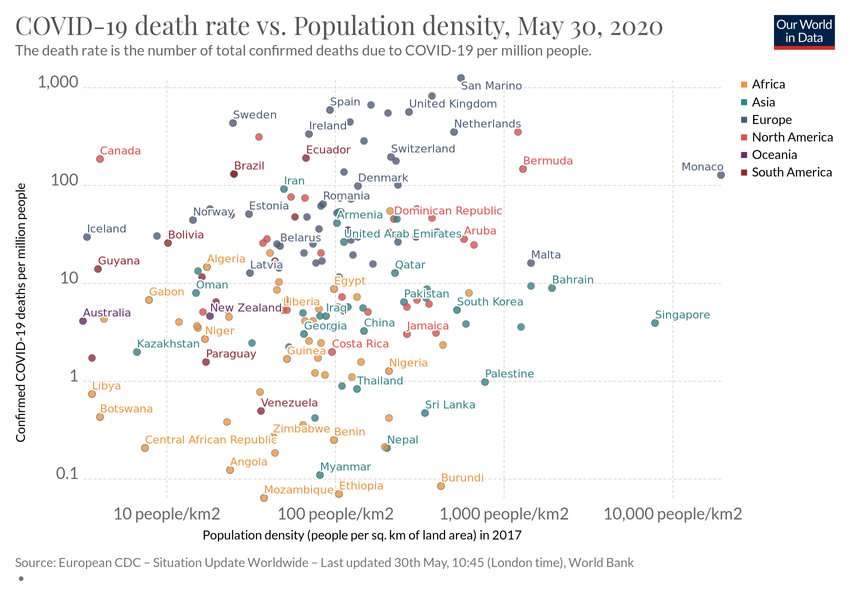 COVID-19 death rate vs. Population density, May 30, 2020
The death rate is the number of total confirmed deaths due to COVID-19 per million people.
Our World
in Data
Confirmed COVID-19 deaths per million people
1,000
100
10
1
0.1
San Marino
Spain
United Kingdom
Sweden
Ireland
Netherlands
Canada
Ecuador
Switzerland
Brazil
Bermuda
Monaco
Iran
Denmark
Romania
Norway
Estonia
Armenia
Dominican Republic
Iceland
Bolivia
Belarus
United Arab Emirates
Aruba
Guyana
Algeria
Latvia
Qatar
Malta
Gabon
Oman
Egypt
Pakistan
Bahrain
Australia
New Zealand
Liberia
Iraq
South Korea
Singapore
Niger
Georgia
China
Jamaica
Kazakhstan
Paraguay
Guinea
Costa Rica
Nigeria
Libya
Thailand
Palestine
Botswana
Venezuela
Sri Lanka
Central African Republic
Zimbabwe
Benin
Nepal
Angola
Myanmar
Mozambique
Ethiopia
Burundi
Africa
Asia
Europe
North America
Oceania
South America
10 people/km2
100 people/km2
1,000 people/km2
10,000 people/km2
Population density (people per sq. km of land area) in 2017
Source: European CDC – Situation Update Worldwide – Last updated 30th May, 10:45 (London time), World Bank